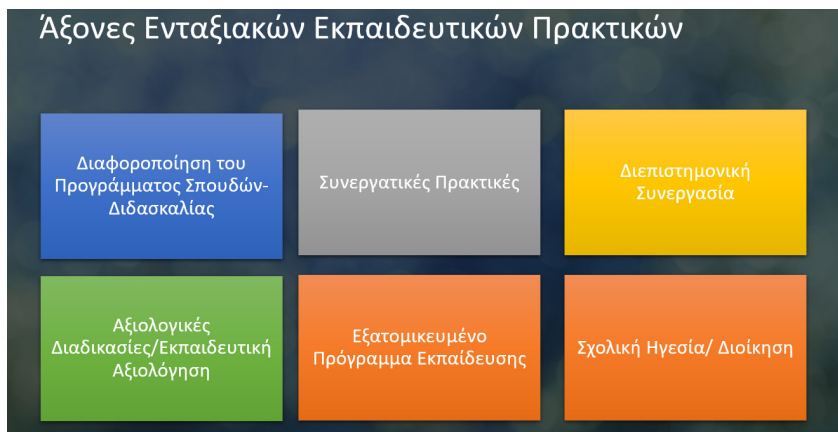 Άξονες Ενταξιακών Εκπαιδευτικών Πρακτικών
Διαφοροποίηση του
Προγράμματος Σπουδών-
Διδασκαλίας
Συνεργατικές Πρακτικές
Διεπιστημονική
Συνεργασία
Αξιολογικές
Διαδικασίες/Εκπαιδευτική
Αξιολόγηση
Εξατομικευμένο
Πρόγραμμα Εκπαίδευσης
Σχολική Ηγεσία/ Διοίκηση